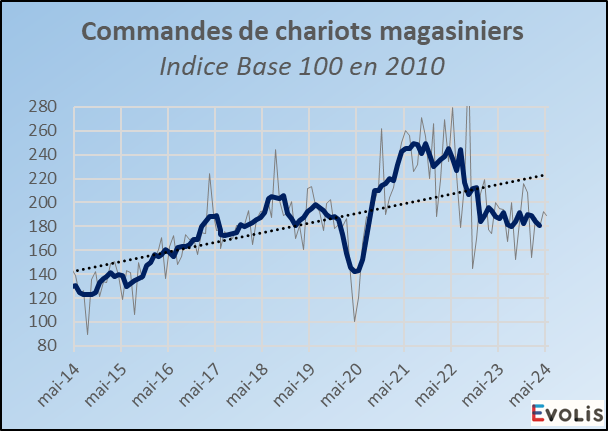 Commandes de chariots magasiniers
Indice Base 100 en 2010
280
260
240
220
200
180
160
140
120
100
80
mai-14
mai-15
mai-16
mai-17
mai-18
mai-19
mai-20
mai-21
mai-22
mai-23
mai-24
EVOLIS